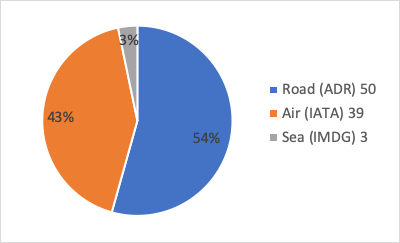 3%
43%
54%
Road (ADR) 50
Air (IATA) 39
Sea (IMDG) 3